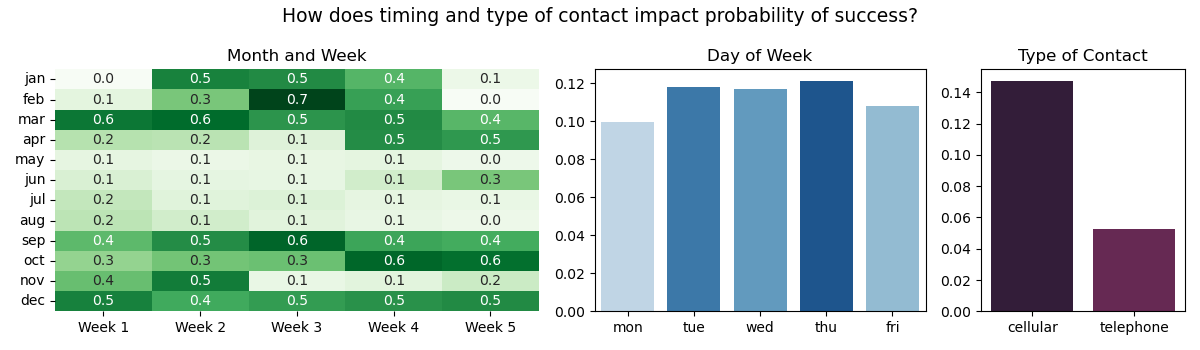 How does timing and type of contact impact probability of success?
Month and Week
jan 0.0 0.5 0.5 0.4 0.1
feb 0.1 0.3 0.7 0.4 0.0
mar 0.6 0.6 0.5 0.5 0.4
apr 0.2 0.2 0.1 0.5 0.5
may 0.1 0.1 0.1 0.1 0.0
jun 0.1 0.1 0.1 0.1 0.3
jul 0.2 0.1 0.1 0.1 0.1
aug 0.2 0.1 0.1 0.1 0.0
sep 0.4 0.5 0.6 0.4 0.4
oct 0.3 0.3 0.3 0.6 0.6
nov 0.4 0.5 0.1 0.1 0.2
dec 0.5 0.4 0.5 0.5 0.5
Week 1 Week 2 Week 3 Week 4 Week 5
Day of Week
0.12
0.10
0.08
0.06
0.04
0.02
0.00
mon tue wed thu fri
Type of Contact
0.14
0.12
0.10
0.08
0.06
0.04
0.02
0.00
cellular telephone